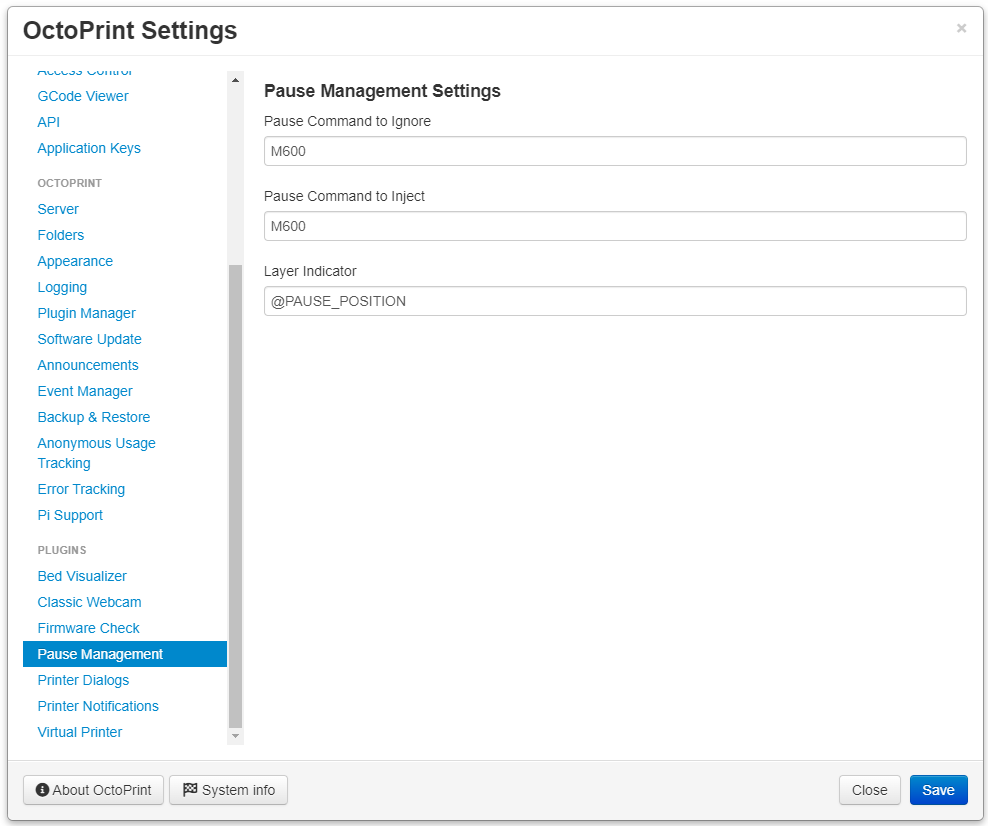 OctoPrint Settings
×
Access Control
GCode Viewer
API
Application Keys
OCTOPRINT
Server
Folders
Appearance
Logging
Plugin Manager
Software Update
Announcements
Event Manager
Backup & Restore
Anonymous Usage
Tracking
Error Tracking
Pi Support
PLUGINS
Bed Visualizer
Classic Webcam
Firmware Check
Pause Management
Printer Dialogs
Printer Notifications
Virtual Printer
Pause Management Settings
Pause Command to Ignore
M600
Pause Command to Inject
M600
Layer Indicator
@PAUSE_POSITION
About OctoPrint
System info
Close
Save